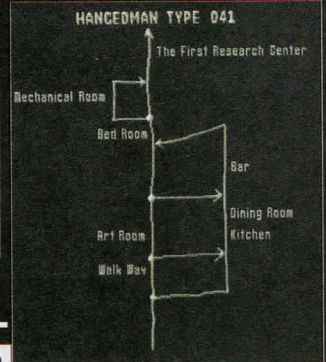 HANGEDMAN TYPE 041
The First Research Center
Mechanical Room
Bed Room
Bar
Dining Room
Art Room
Kitchen
Walk Way